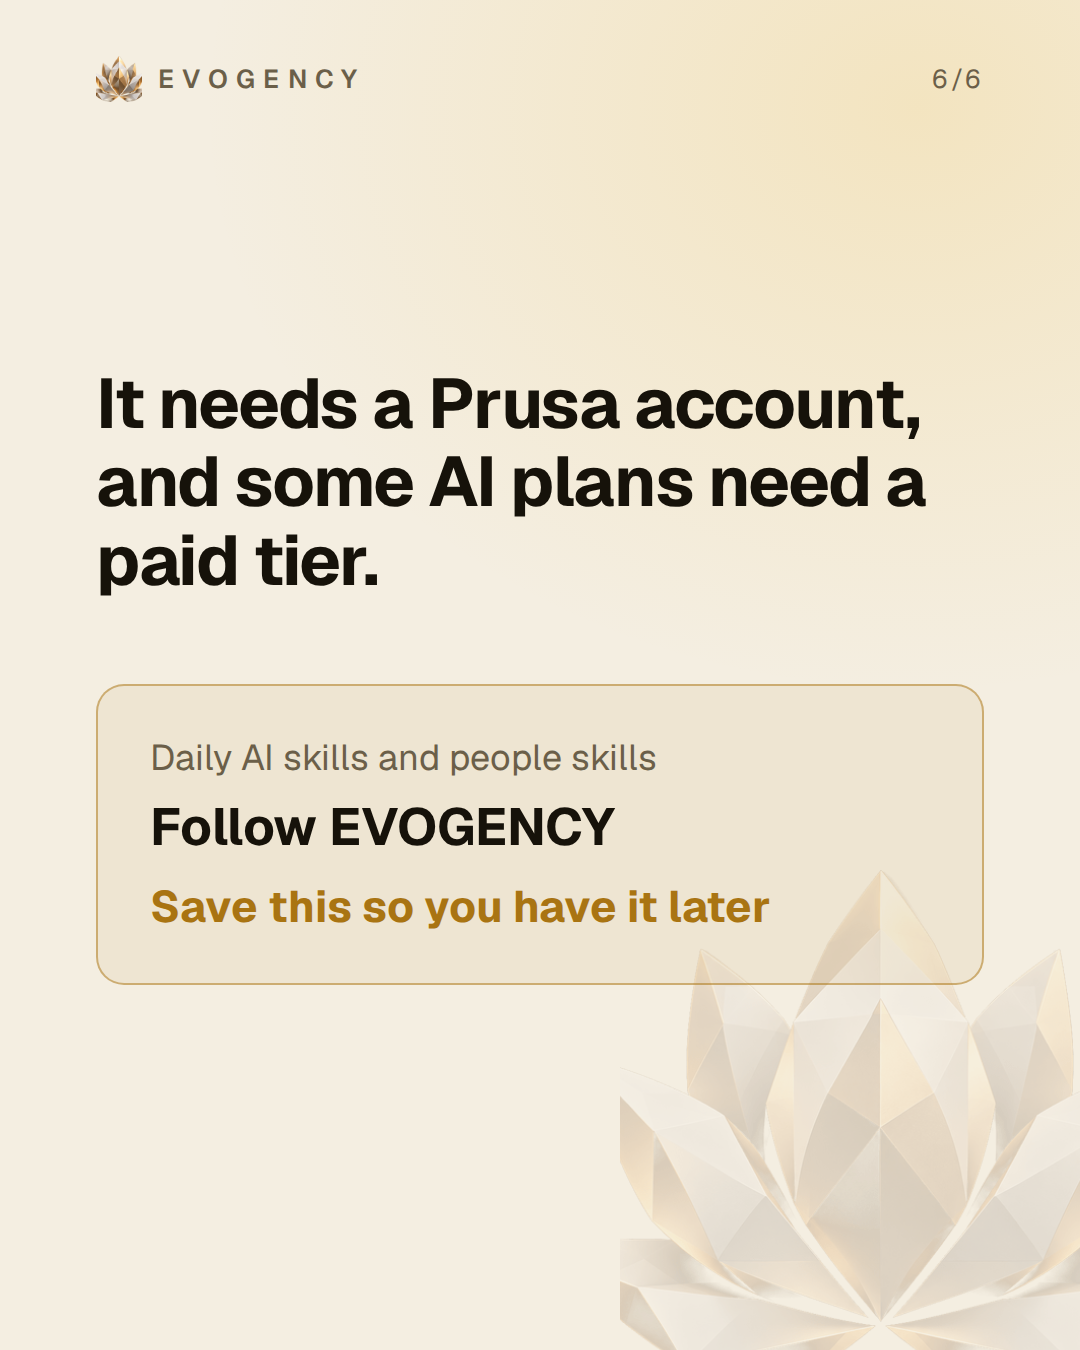 EVOGENCY
6/6
It needs a Prusa account,
and some AI plans need a
paid tier.
Daily AI skills and people skills
Follow EVOGENCY
Save this so you have it later